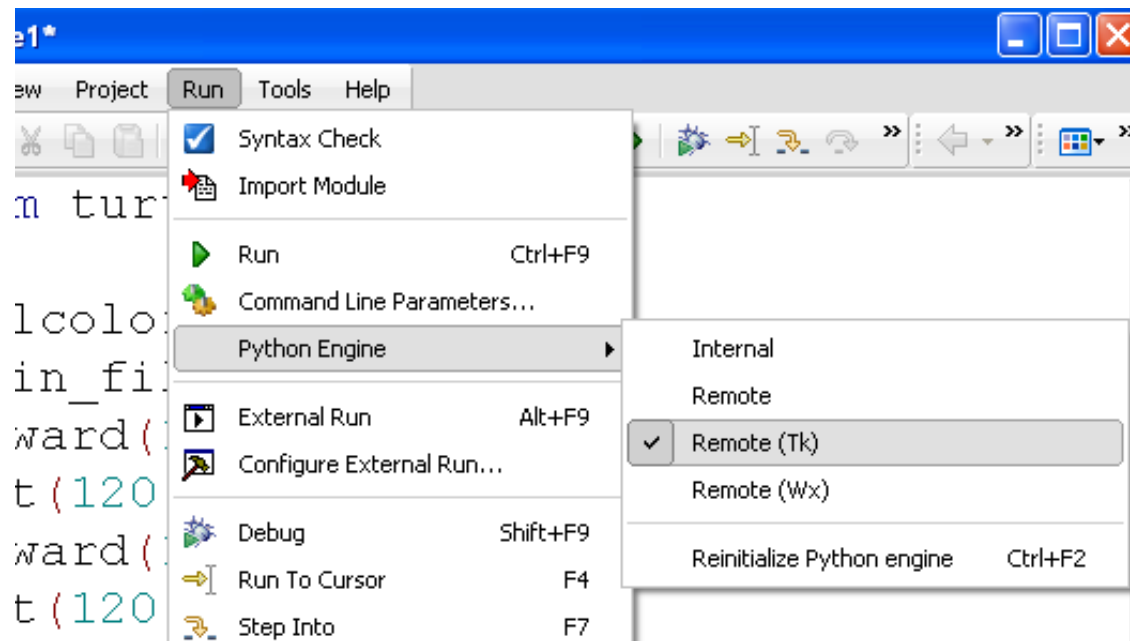 e1*
ew Project Run Tools Help
Syntax Check
Import Module
Run Ctrl+F9
Command Line Parameters...
Python Engine
External Run Alt+F9
Configure External Run...
Debug Shift+F9
Run To Cursor F4
Step Into F7
Internal
Remote
Remote (Tk)
Remote (Wx)
Reinitialize Python engine Ctrl+F2
m tur
lcolo
in_fi
ward(
t(120
ward(
t(120